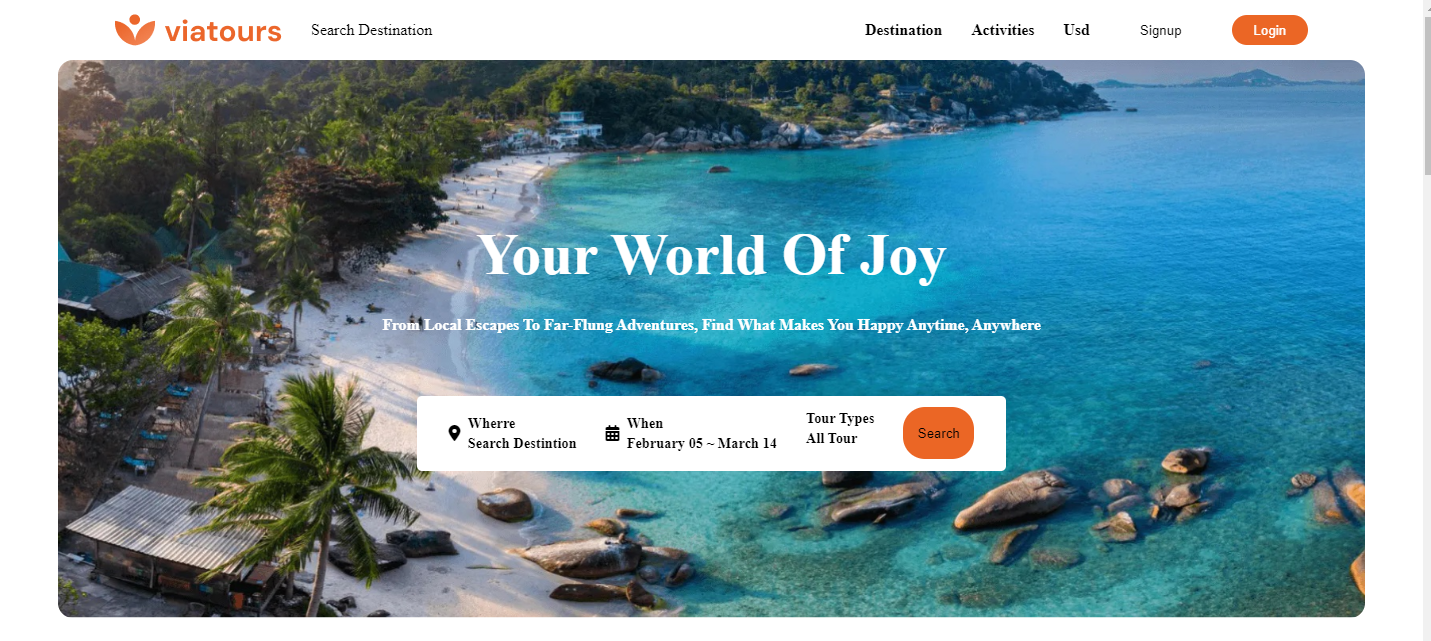 viatours Search Destination Destination Activities Usd Signup Login
Your World Of Joy
From Local Escapes To Far-Flung Adventures, Find What Makes You Happy Anytime, Anywhere
Wherre
Search Destintion
When
February 05 ~ March 14
Tour Types
All Tour
Search